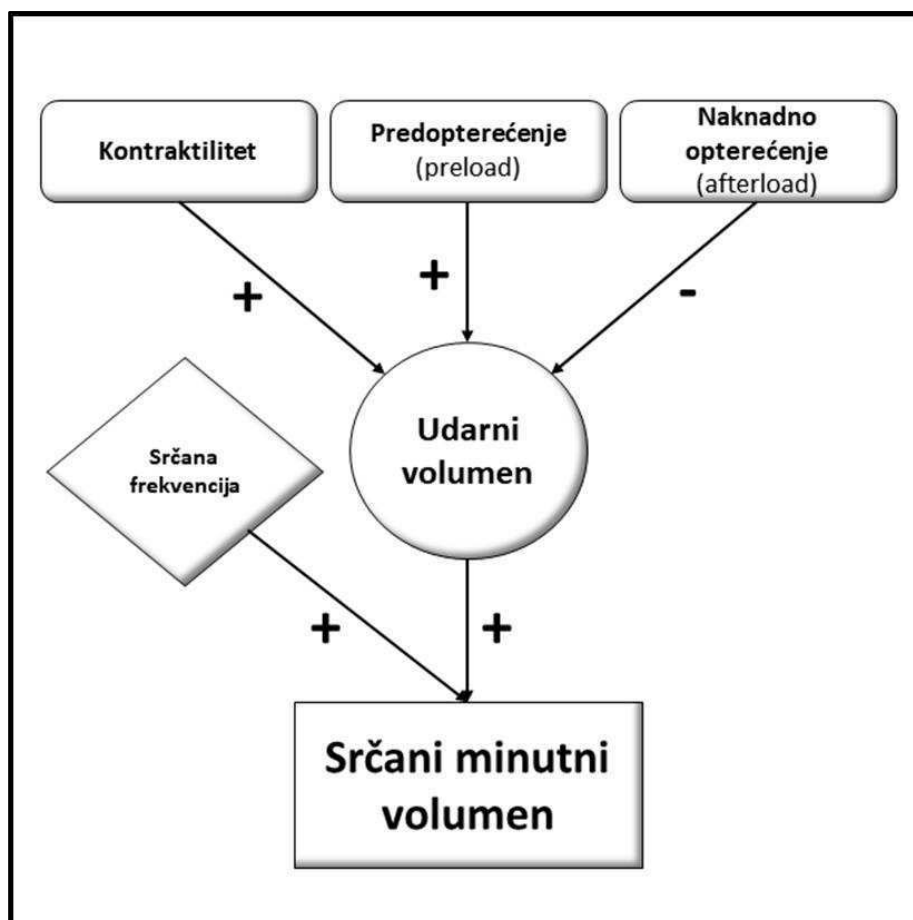 Kontraktilitet
Predopterećenje
(preload)
Naknadno
opterećenje
(afterload)
+
+
-
Udarni
volumen
Srčana
frekvencija
+
+
Srčani minutni
volumen